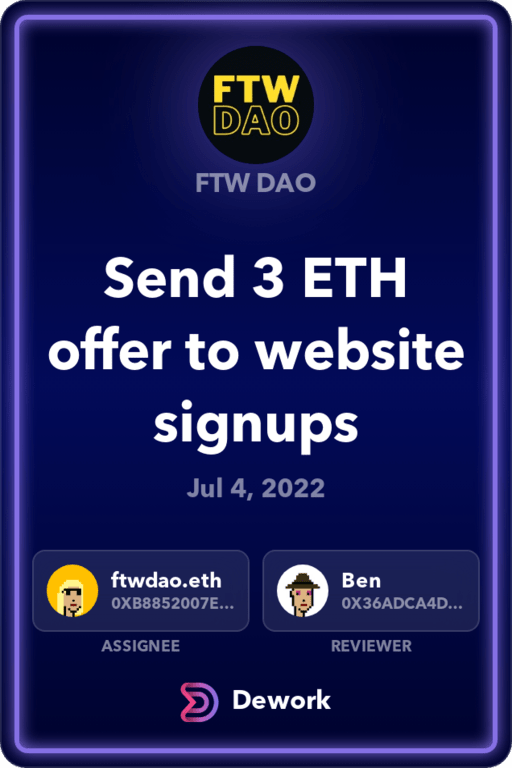 FTW
DAO
FTW DAO
Send 3 ETH
offer to website
signups
Jul 4, 2022
ftwdao.eth
0XB8852007E...
ASSIGNEE
Ben
0X36ADCA4D...
REVIEWER
Dework